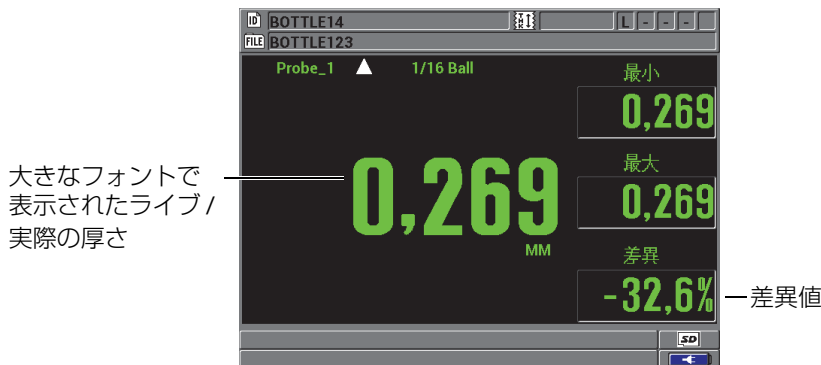 ID BOTTLE14
THK L - - -
FILE BOTTLE123
Probe_1 1/16 Ball
最小
0,269
大きなフォントで
表示されたライブ/
実際の厚さ
0,269
MM
最大
0,269
差異
-32,6%
差異値
SD